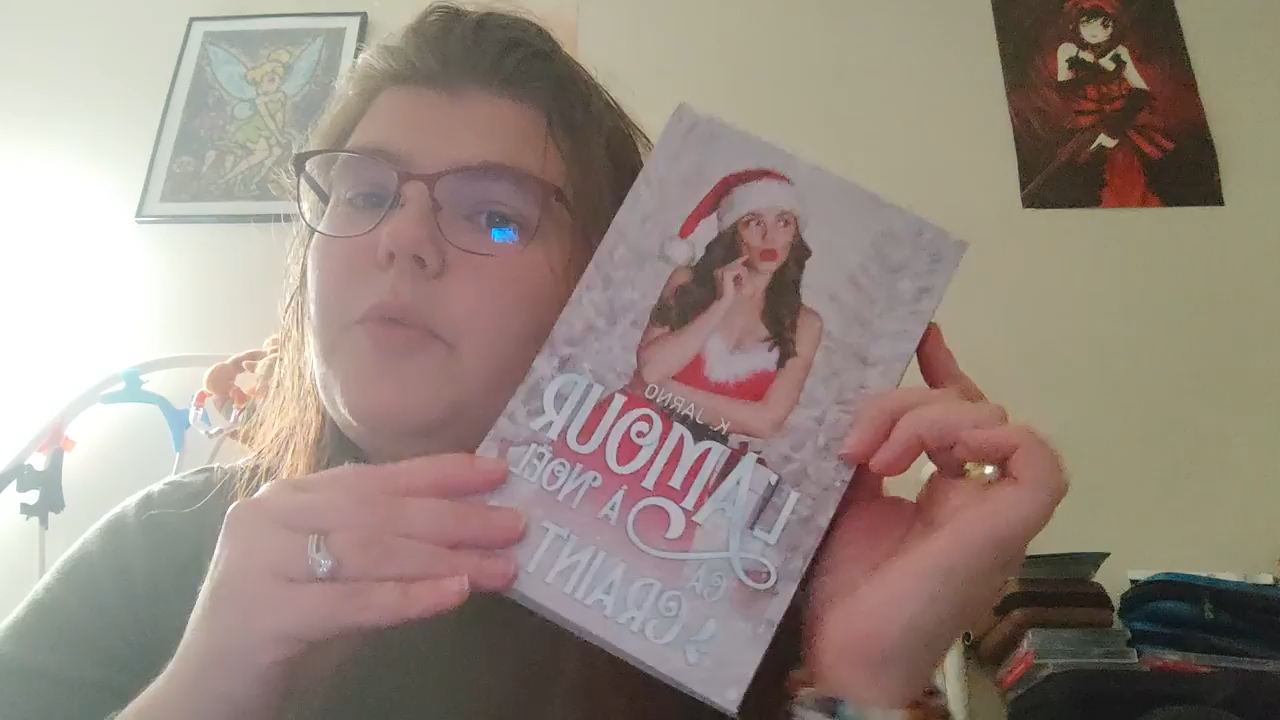 K. JARNO
L'AMOUR
À NOËL
ÇA
CRAINT